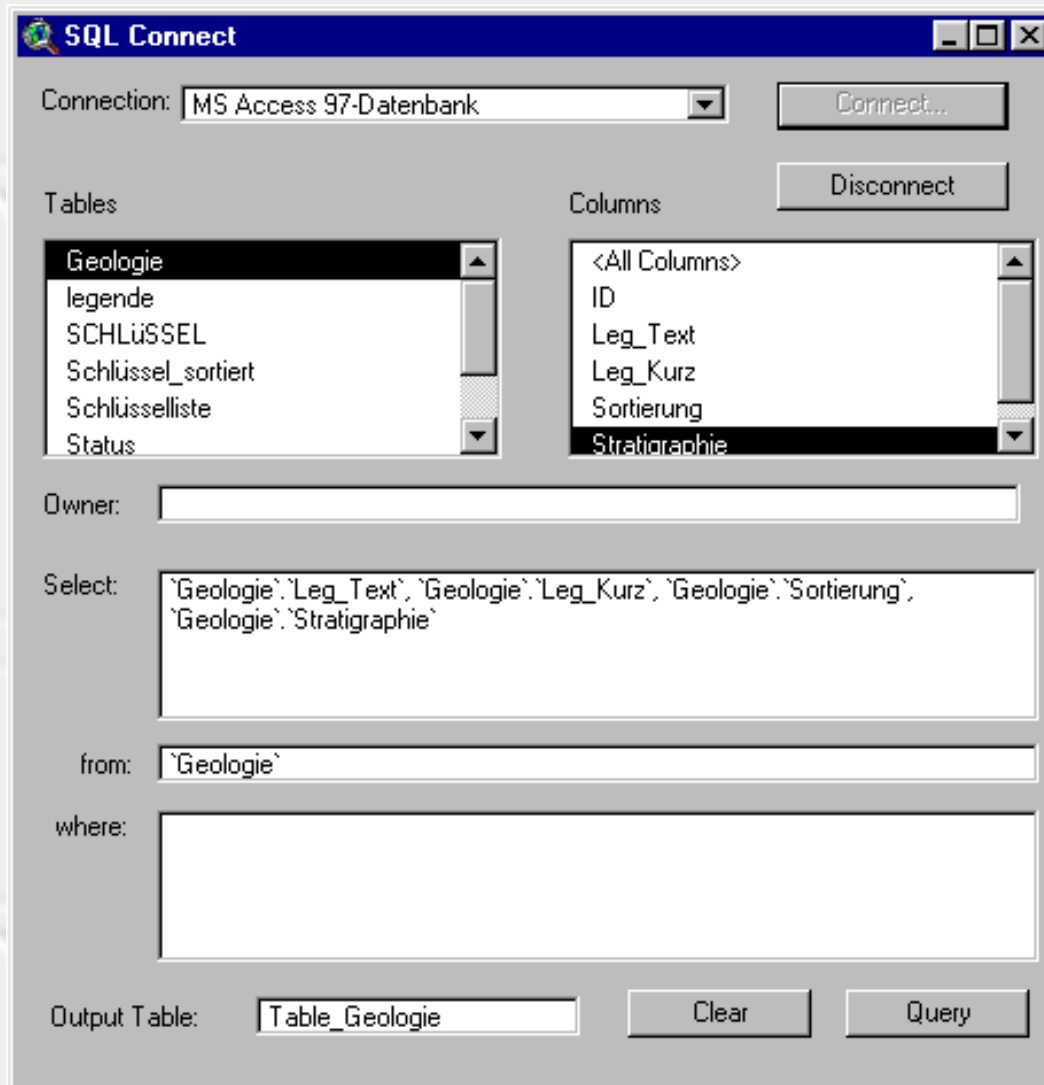 SQL Connect
Connection: MS Access 97-Datenbank
Connect...
Disconnect
Tables
Columns
Geologie
legende
SCHLüSSEL
Schlüssel_sortiert
Schlüsselliste
Status
<All Columns>
ID
Leg_Text
Leg_Kurz
Sortierung
Stratigraphie
Owner:
Select: `Geologie`.`Leg_Text`, `Geologie`.`Leg_Kurz`, `Geologie`.`Sortierung`,
`Geologie`.`Stratigraphie`
from: `Geologie`
where:
Output Table: Table_Geologie
Clear
Query